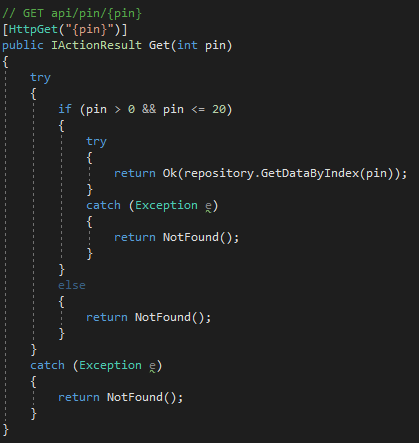 // GET api/pin/{pin}
[HttpGet("{pin}")]
public IActionResult Get(int pin)
{
    try
    {
        if (pin > 0 && pin <= 20)
        {
            try
            {
                return Ok(repository.GetDataByIndex(pin));
            }
            catch (Exception e)
            {
                return NotFound();
            }
        }
        else
        {
            return NotFound();
        }
    }
    catch (Exception e)
    {
        return NotFound();
    }
}